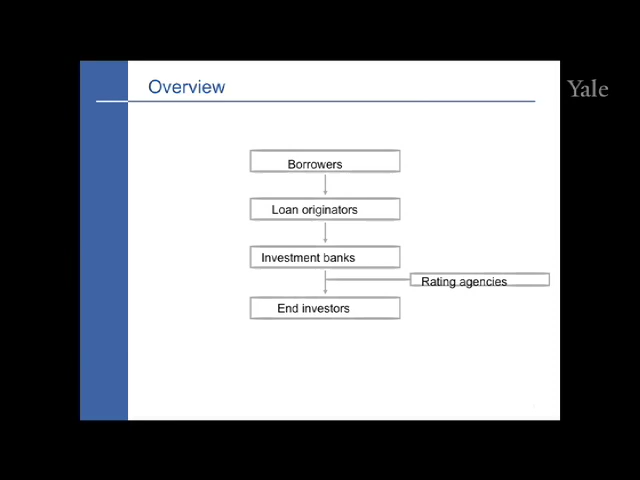 Overview
Yale
Borrowers
Loan originators
Investment banks
Rating agencies
End investors